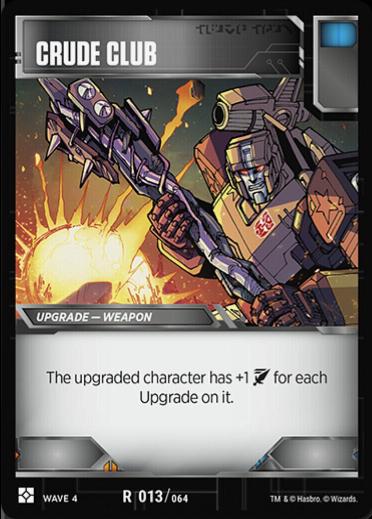 CRUDE CLUB
UPGRADE — WEAPON
The upgraded character has +1 for each
Upgrade on it.
WAVE 4
R 013/064
TM & © Hasbro. © Wizards.